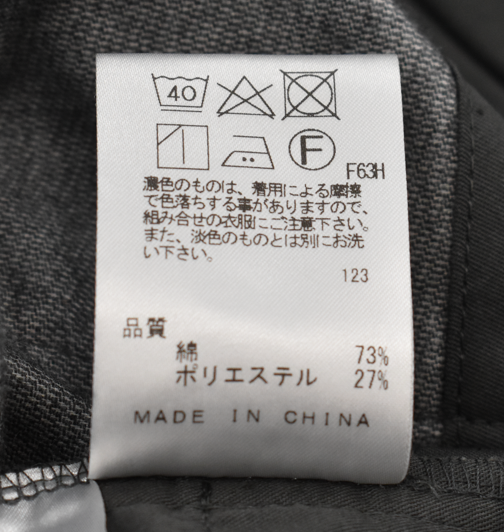 40
F
F63H
濃色のものは、着用による摩擦
で色落ちする事がありますので、
組み合せの衣服にご注意下さい。
また、淡色のものとは別にお洗
い下さい。
123
品質
綿 73%
ポリエステル 27%
MADE IN CHINA